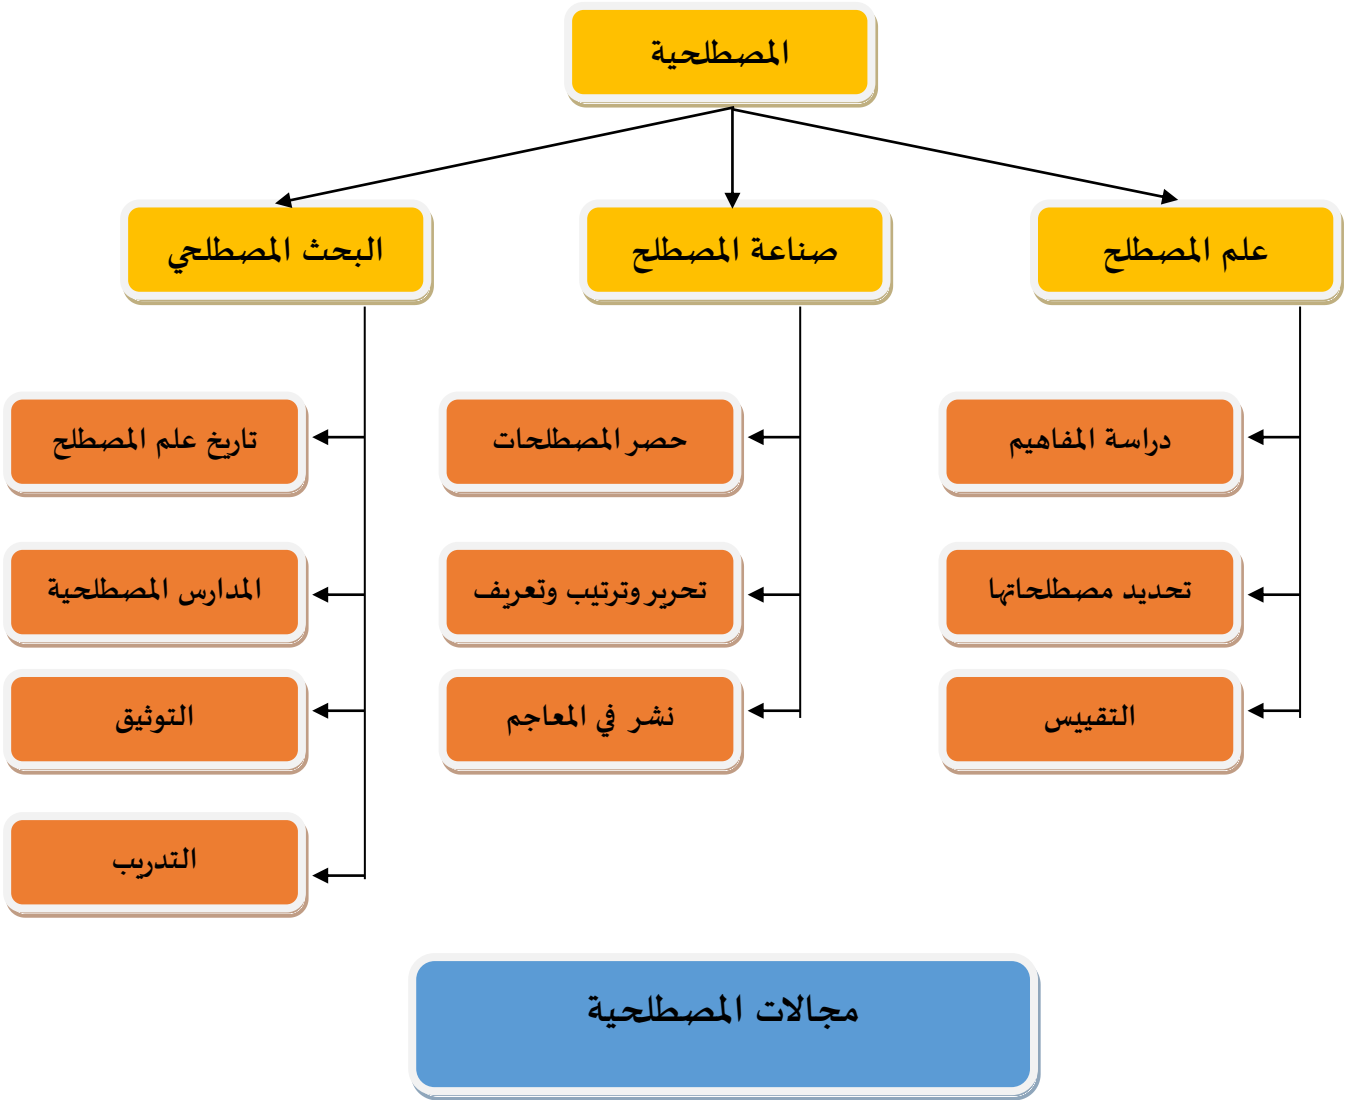 المصطلحية
علم المصطلح
صناعة المصطلح
البحث المصطلحي
دراسة المفاهيم
حصر المصطلحات
تاريخ علم المصطلح
تحديد مصطلحاتها
تحرير وترتيب وتعريف
المدارس المصطلحية
التقييس
نشر في المعاجم
التوثيق
التدريب
مجالات المصطلحية